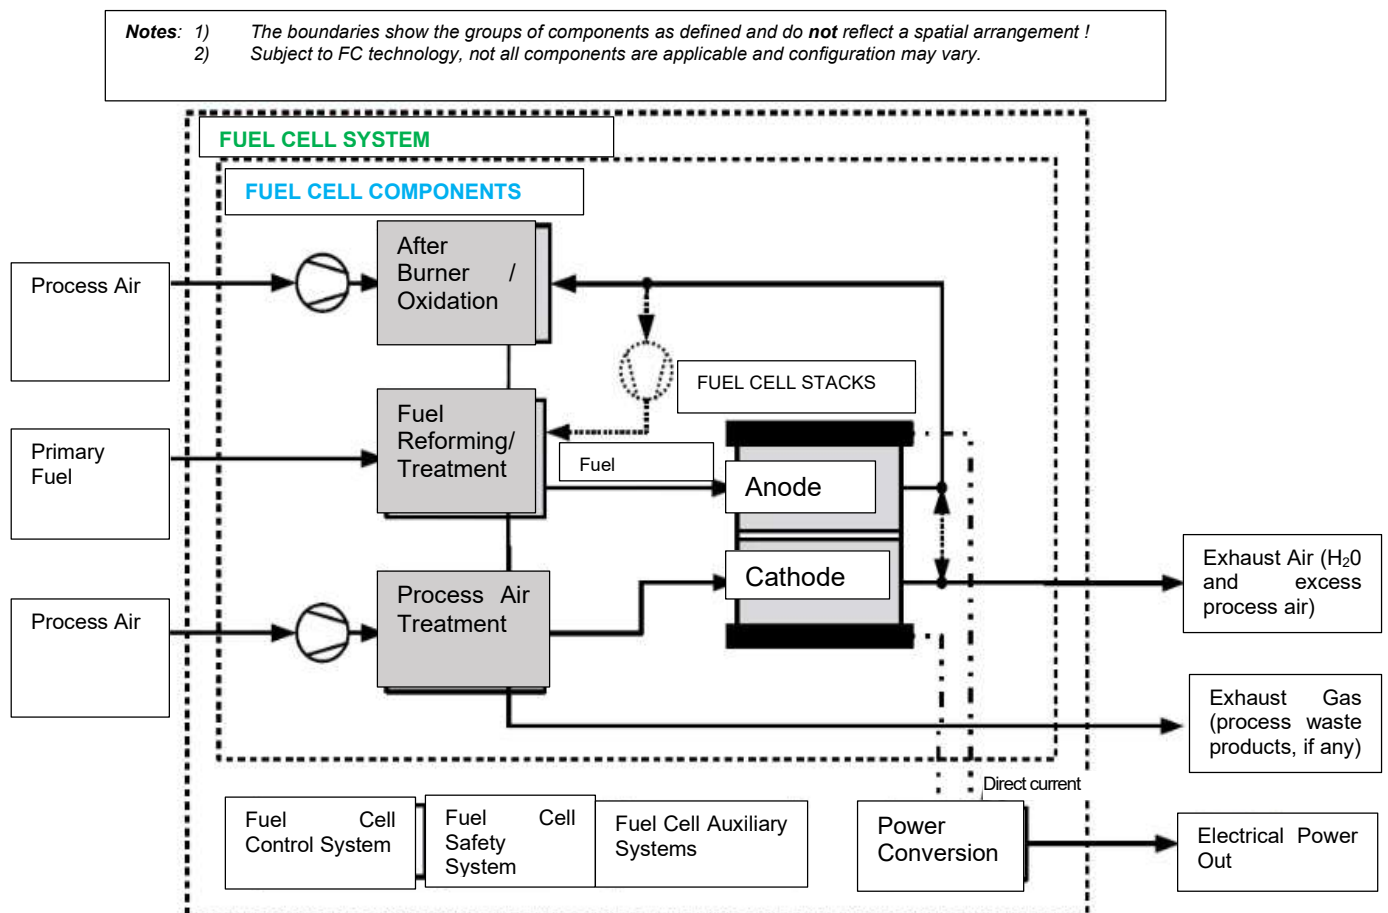 Notes: 1) The boundaries show the groups of components as defined and do not reflect a spatial arrangement !
2) Subject to FC technology, not all components are applicable and configuration may vary.
FUEL CELL SYSTEM
FUEL CELL COMPONENTS
After
Burner /
Oxidation
Process Air
FUEL CELL STACKS
Fuel
Reforming/
Treatment
Primary
Fuel
Fuel
Anode
Cathode
Exhaust Air (H₂0
and excess
process air)
Process Air
Treatment
Process Air
Exhaust Gas
(process waste
products, if any)
Direct current
Fuel Cell
Control System
Fuel Cell
Safety
System
Fuel Cell Auxiliary
Systems
Power
Conversion
Electrical Power
Out